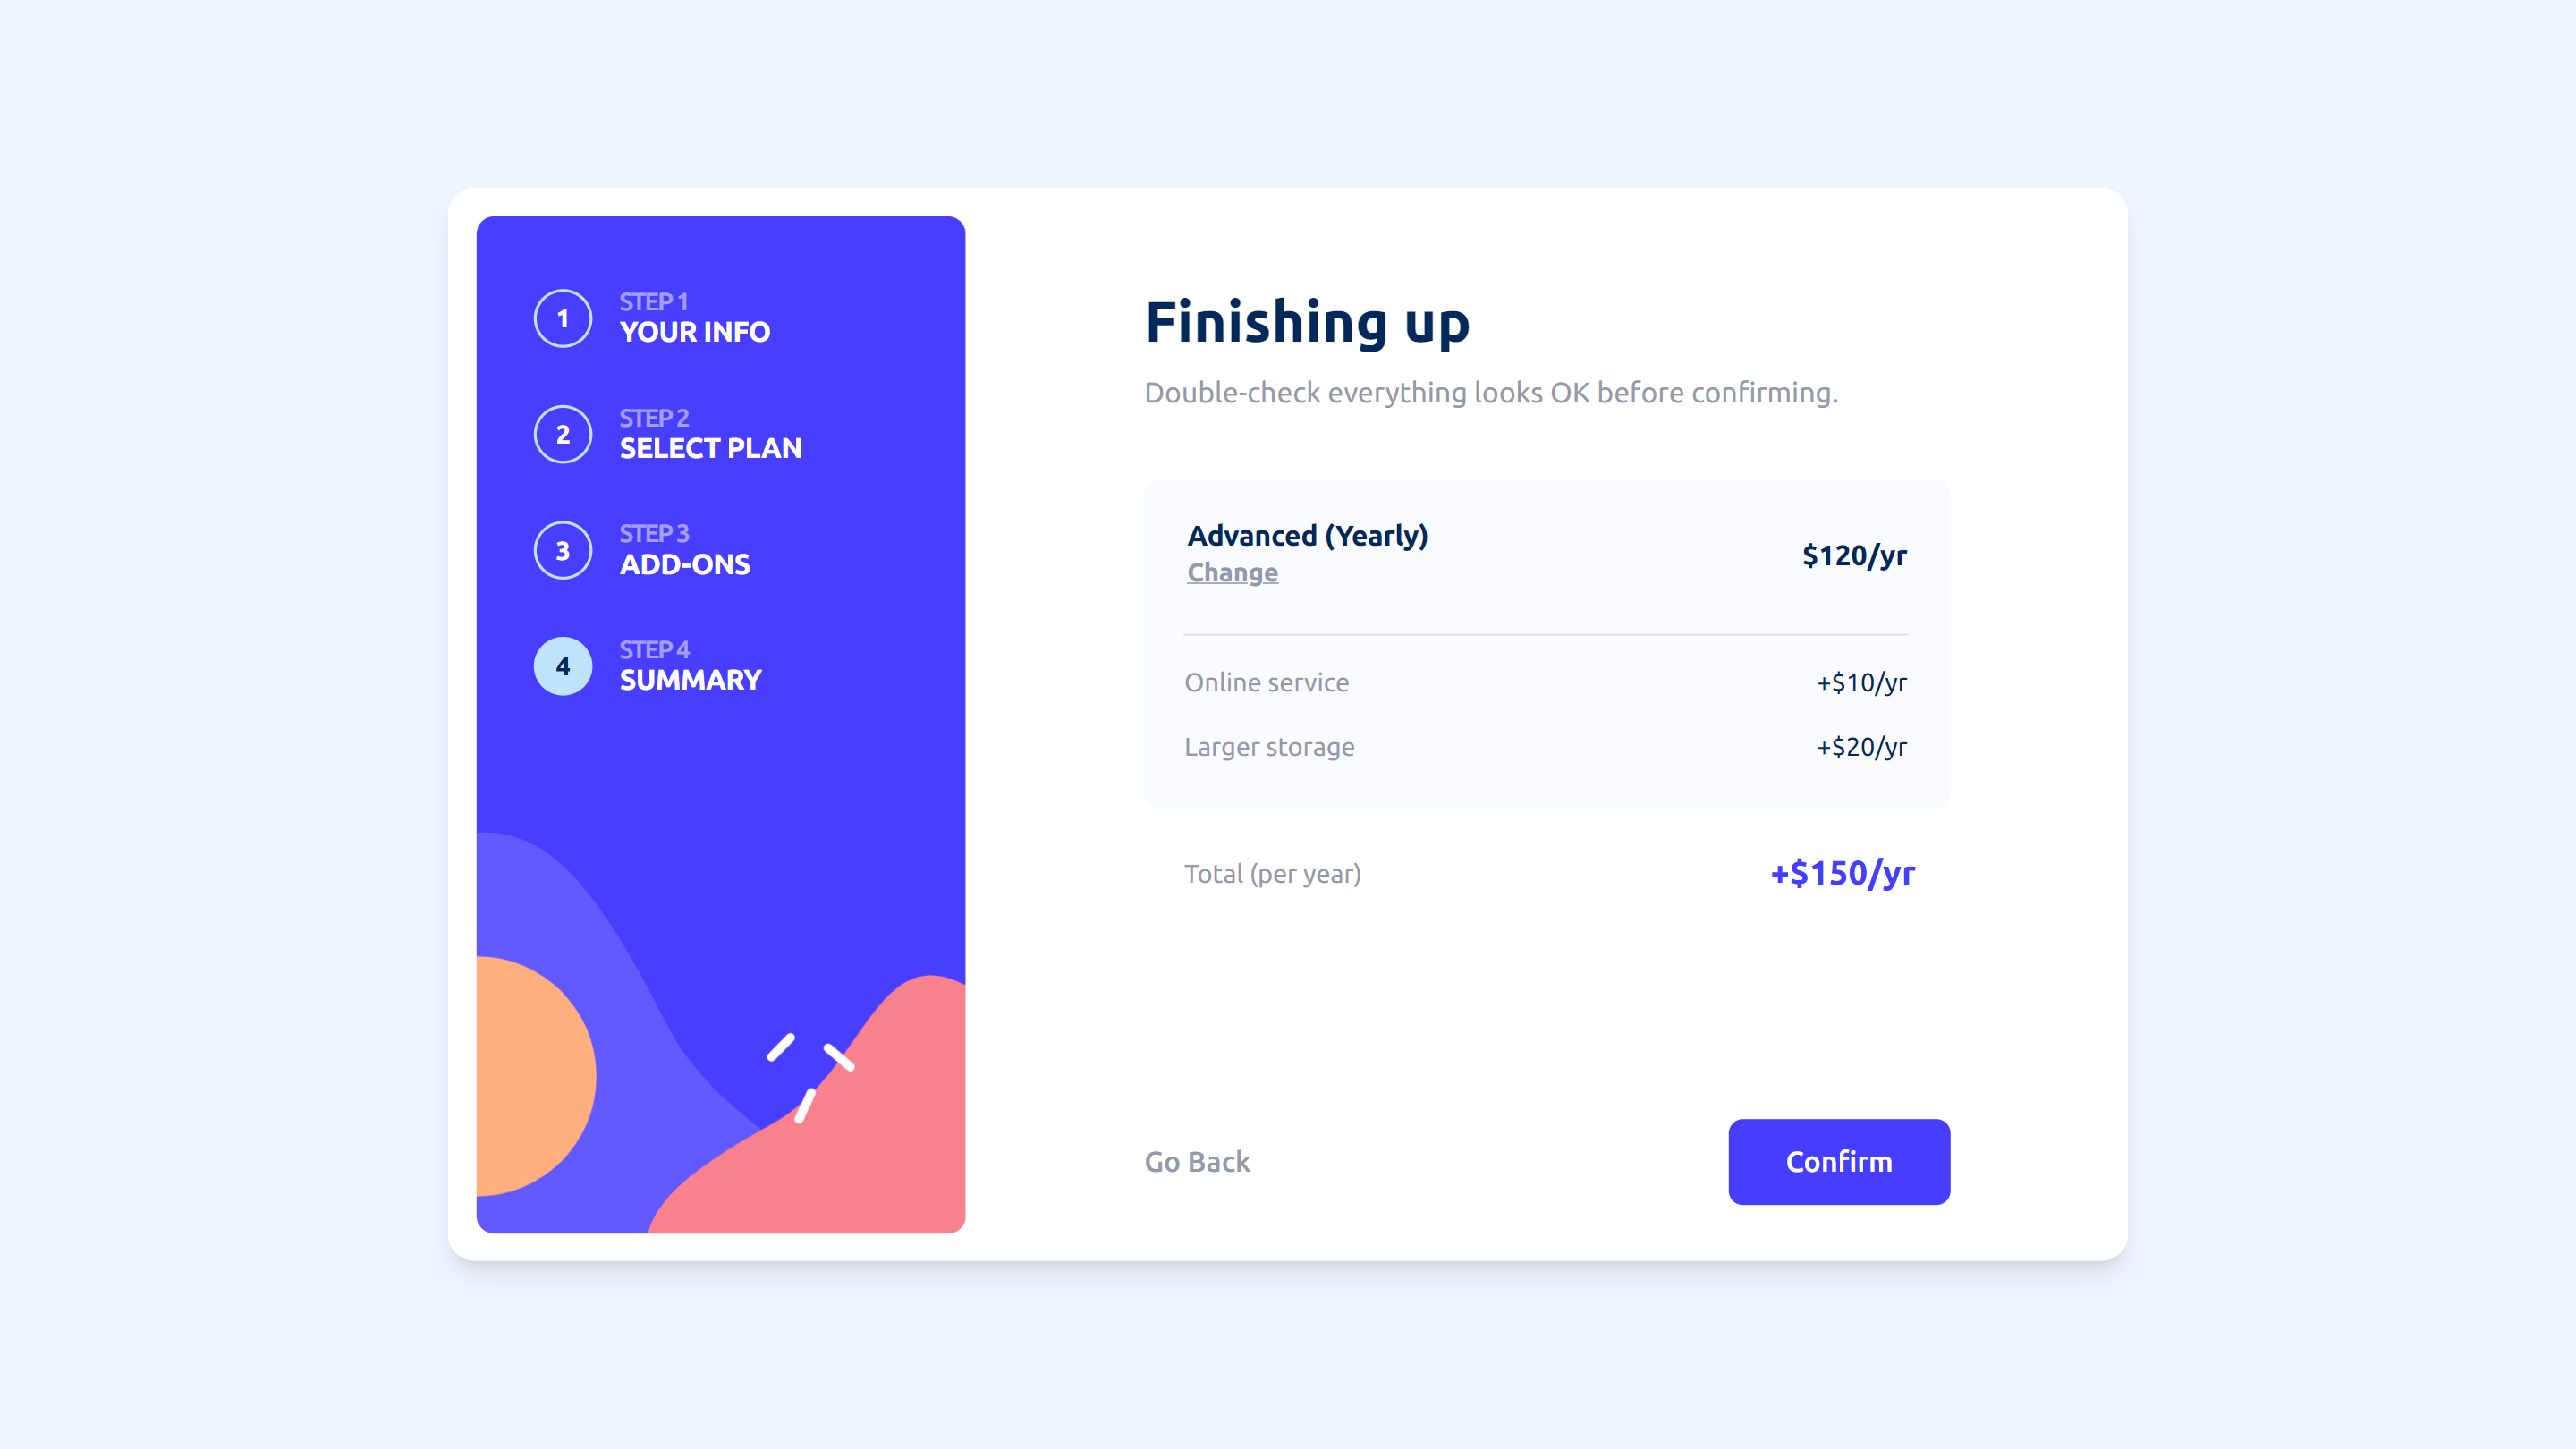 1
STEP 1
YOUR INFO
2
STEP 2
SELECT PLAN
3
STEP 3
ADD-ONS
4
STEP 4
SUMMARY
Finishing up
Double-check everything looks OK before confirming.
Advanced (Yearly)
Change
$120/yr
Online service
+$10/yr
Larger storage
+$20/yr
Total (per year)
+$150/yr
Go Back
Confirm